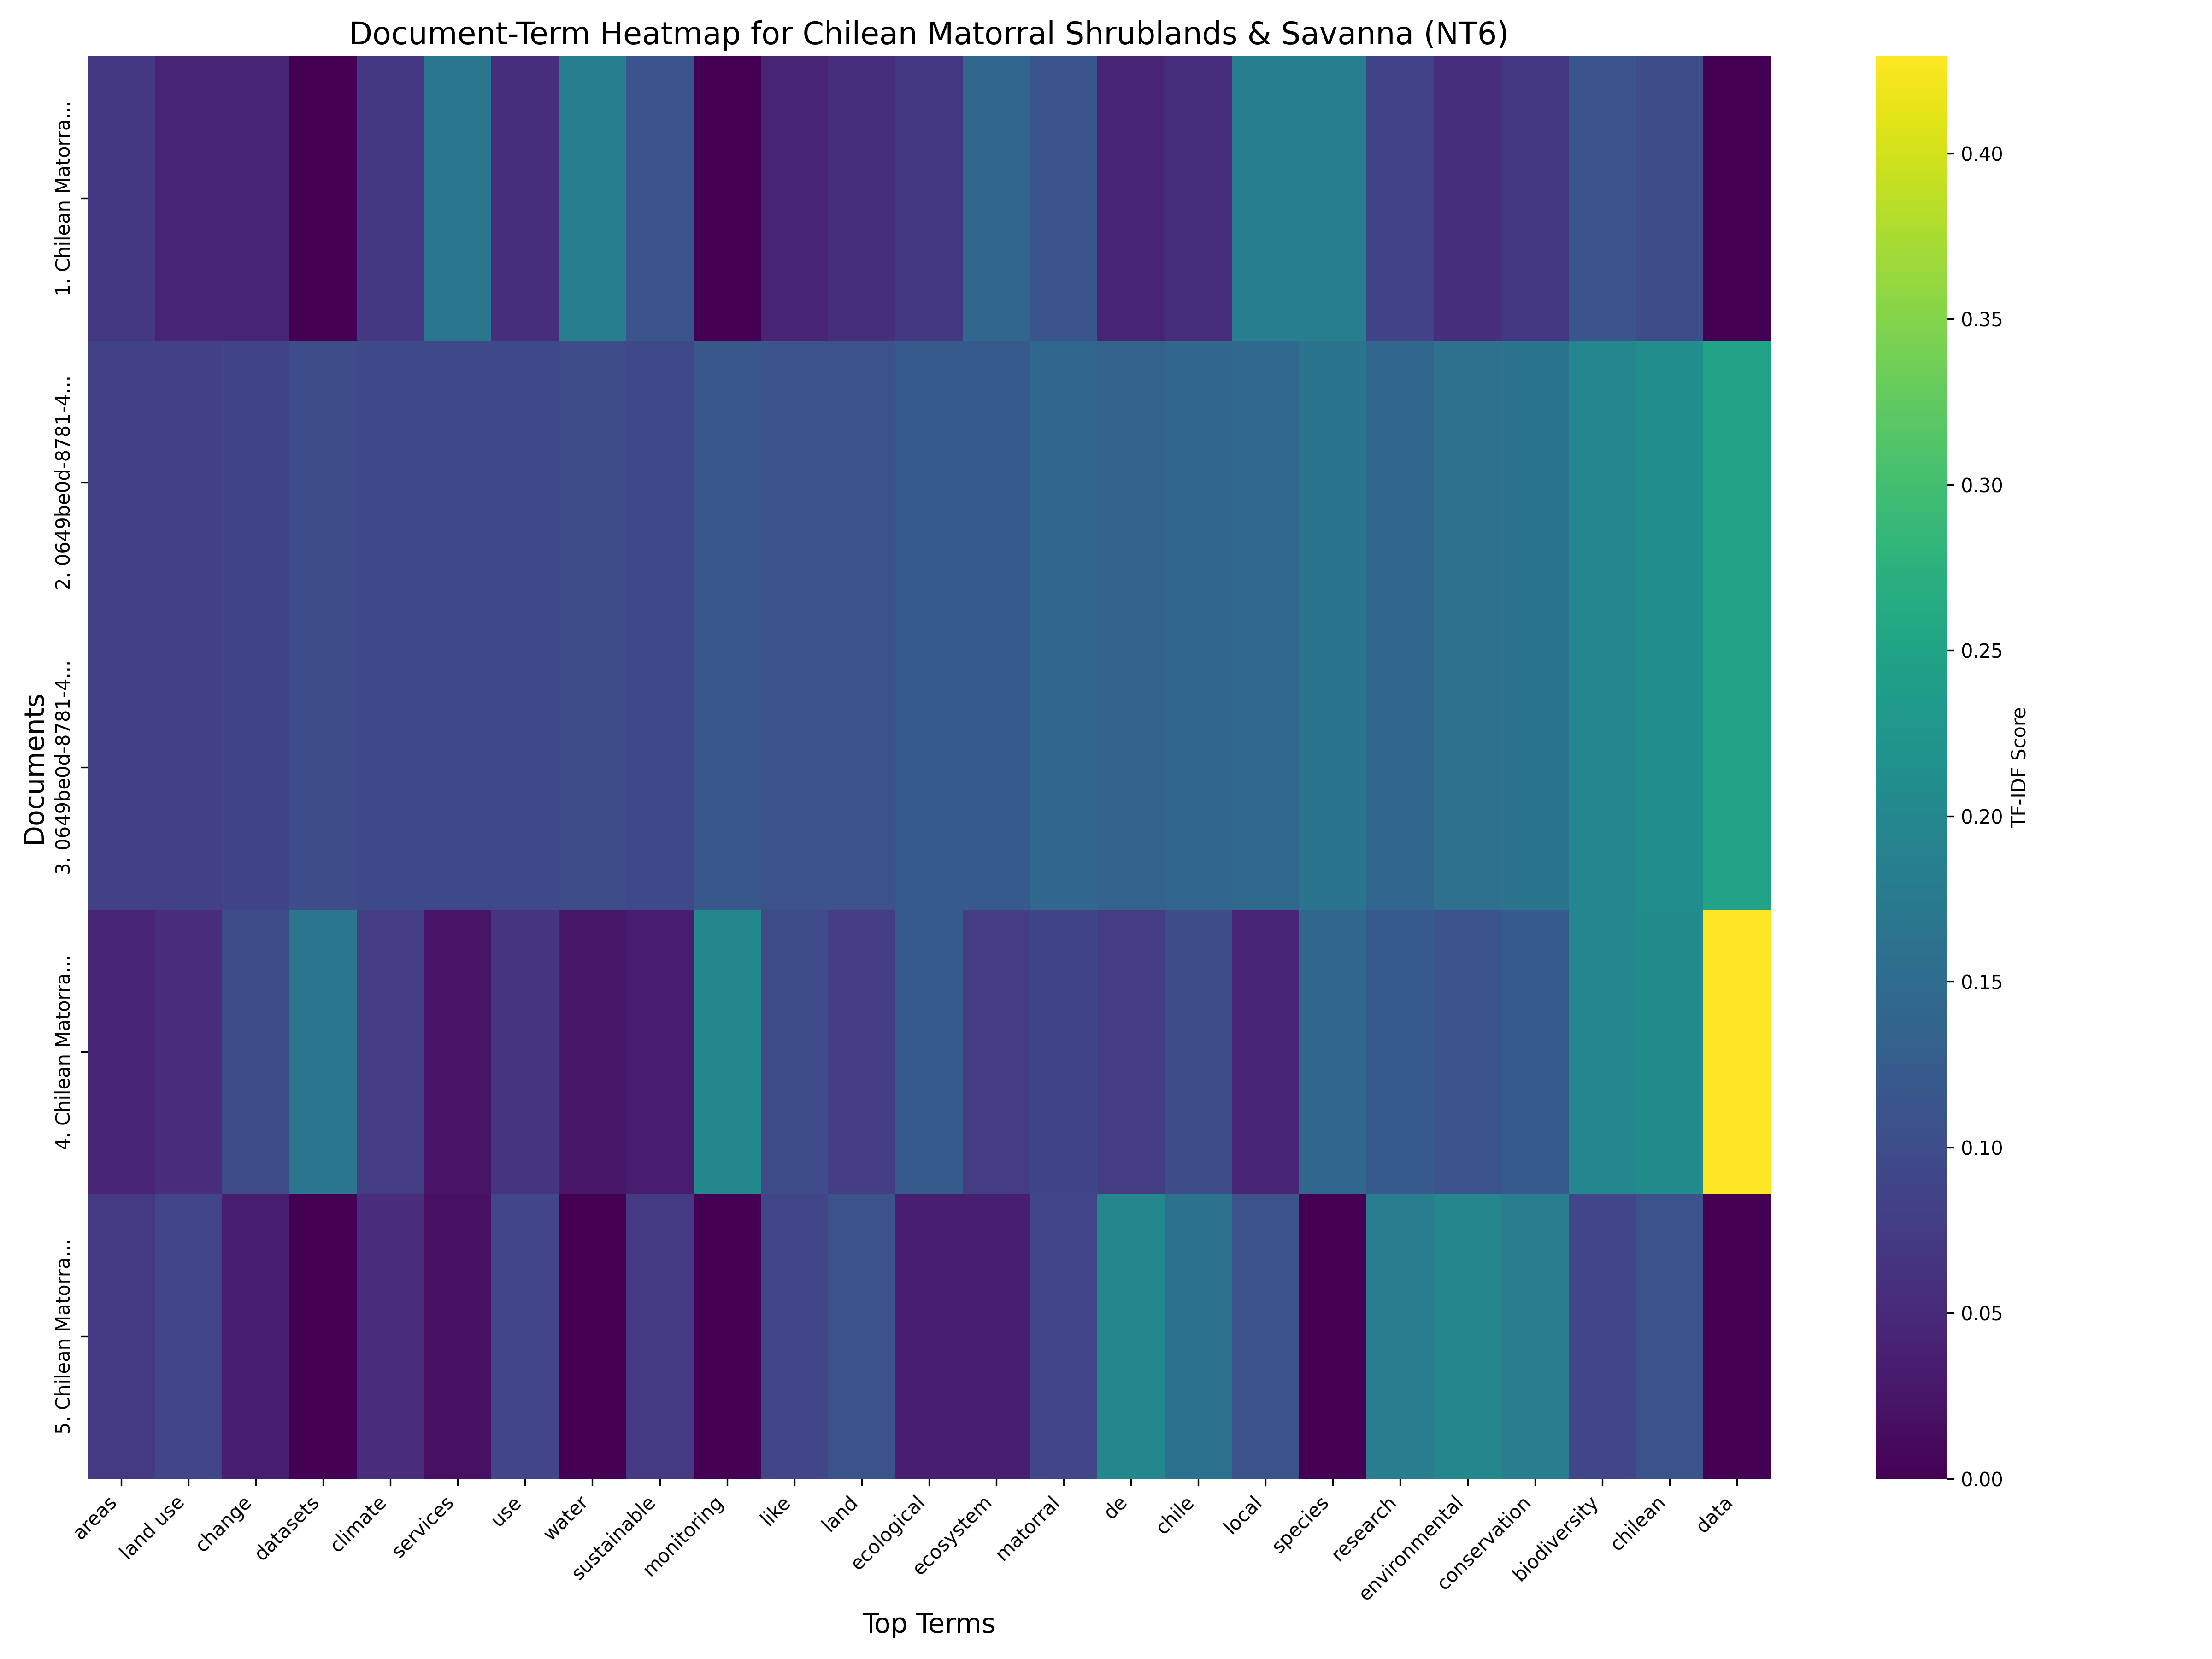 Document-Term Heatmap for Chilean Matorral Shrublands & Savanna (NT6)
Documents
1. Chilean Matorra...
2. 0649be0d-8781-4...
3. 0649be0d-8781-4...
4. Chilean Matorra...
5. Chilean Matorra...
areas
land use
change
datasets
climate
services
use
water
sustainable
monitoring
like
land
ecological
ecosystem
matorral
de
chile
local
species
research
environmental
conservation
biodiversity
chilean
data
Top Terms
0.40
0.35
0.30
0.25
0.20
0.15
0.10
0.05
0.00
TF-IDF Score